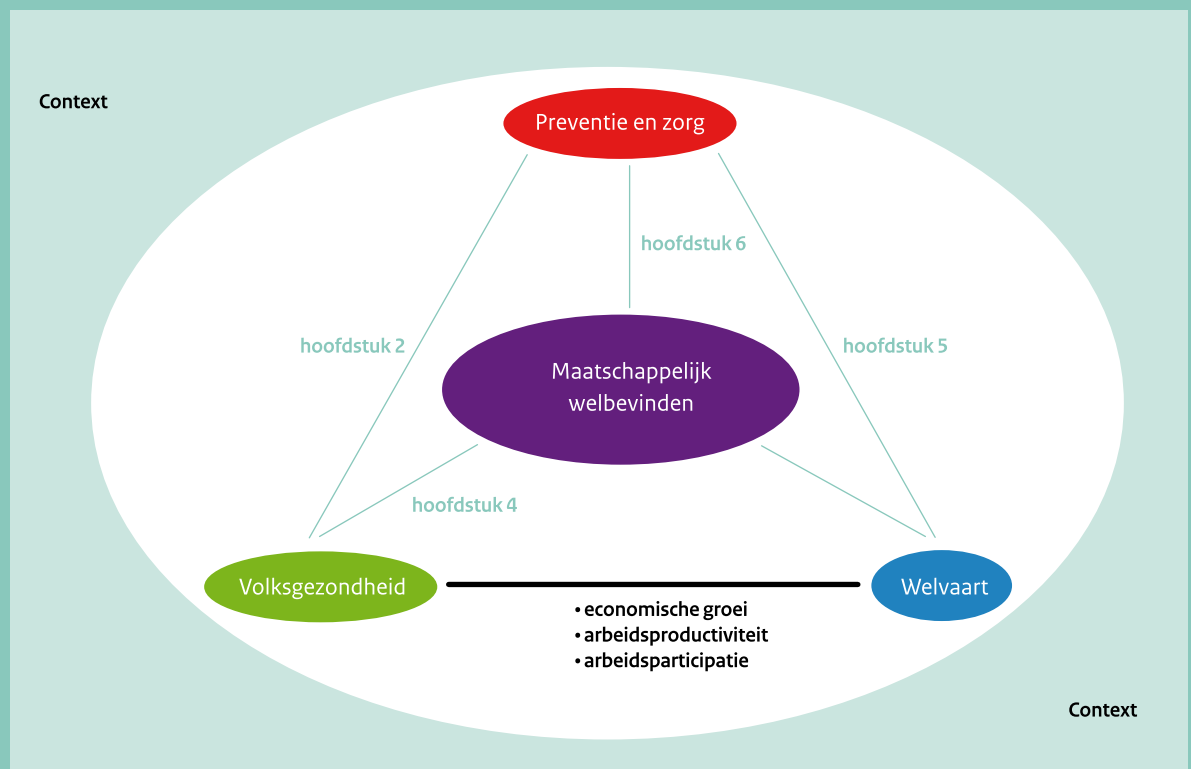 Context
Preventie en zorg
hoofdstuk 6
hoofdstuk 2
hoofdstuk 5
Maatschappelijk
welbevinden
hoofdstuk 4
Volksgezondheid
Welvaart
• economische groei
• arbeidsproductiviteit
• arbeidsparticipatie
Context